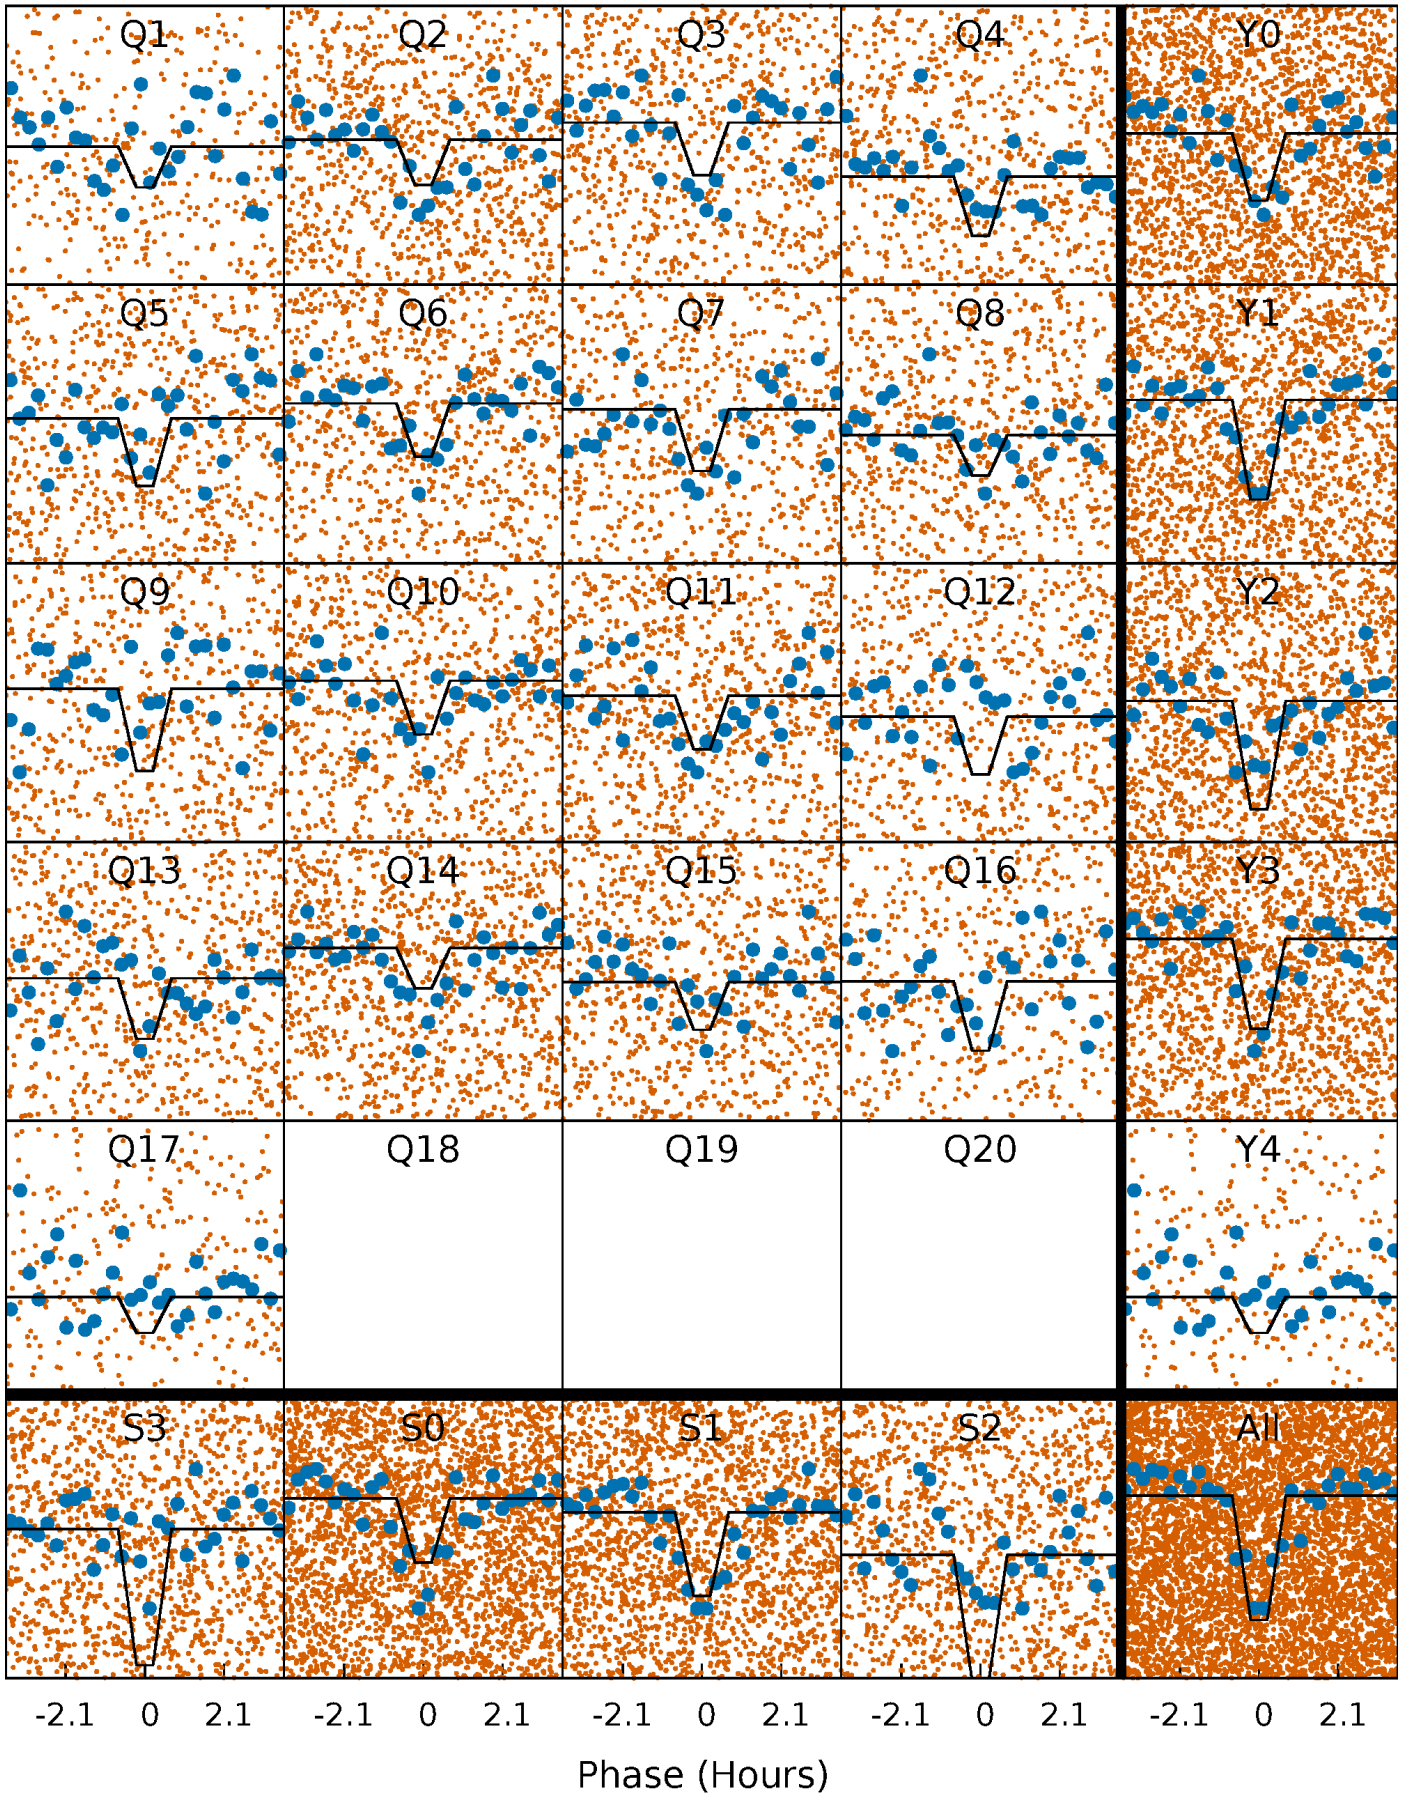 Q1 Q2 Q3 Q4 Y0
Q5 Q6 Q7 Q8 Y1
Q9 Q10 Q11 Q12 Y2
Q13 Q14 Q15 Q16 Y3
Q17 Q18 Q19 Q20 Y4
S3 S0 S1 S2 All
-2.1 0 2.1 -2.1 0 2.1 -2.1 0 2.1 -2.1 0 2.1 -2.1 0 2.1
Phase (Hours)